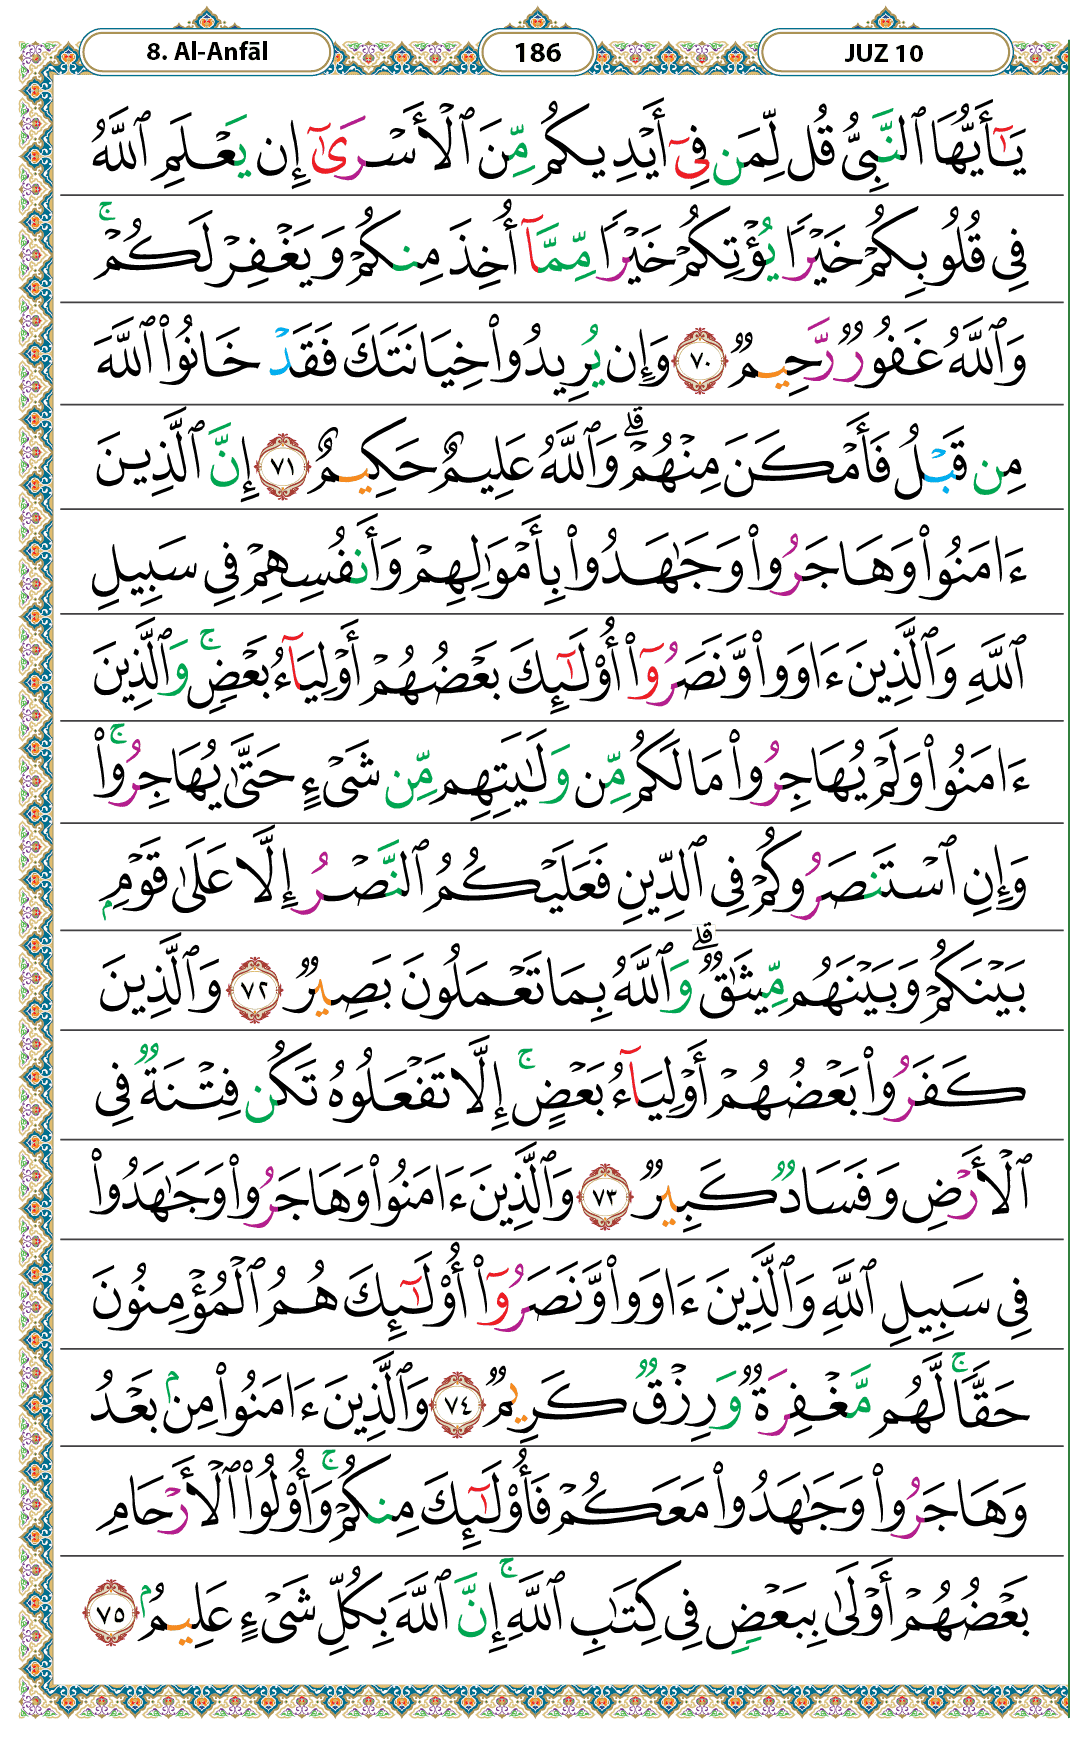 8. Al-Anfāl
186
JUZ 10
يَـٰٓأَيُّهَا ٱلنَّبِىُّ قُل لِّمَن فِىٓ أَيْدِيكُم مِّنَ ٱلْأَسْرَىٰٓ إِن يَعْلَمِ ٱللَّهُ
فِى قُلُوبِكُمْ خَيْرًا يُؤْتِكُمْ خَيْرًا مِّمَّآ أُخِذَ مِنكُمْ وَيَغْفِرْ لَكُمْ ۚ
وَٱللَّهُ غَفُورٌ رَّحِيمٌ ٧٠ وَإِن يُرِيدُوا۟ خِيَانَتَكَ فَقَدْ خَانُوا۟ ٱللَّهَ
مِن قَبْلُ فَأَمْكَنَ مِنْهُمْ ۗ وَٱللَّهُ عَلِيمٌ حَكِيمٌ ٧١ إِنَّ ٱلَّذِينَ
ءَامَنُوا۟ وَهَاجَرُوا۟ وَجَـٰهَدُوا۟ بِأَمْوَٰلِهِمْ وَأَنفُسِهِمْ فِى سَبِيلِ
ٱللَّهِ وَٱلَّذِينَ ءَاوَوا۟ وَّنَصَرُوٓا۟ أُو۟لَـٰٓئِكَ بَعْضُهُمْ أَوْلِيَآءُ بَعْضٍ ۚ وَٱلَّذِينَ
ءَامَنُوا۟ وَلَمْ يُهَاجِرُوا۟ مَا لَكُم مِّن وَلَـٰيَتِهِم مِّن شَىْءٍ حَتَّىٰ يُهَاجِرُوا۟ ۚ
وَإِنِ ٱسْتَنصَرُوكُمْ فِى ٱلدِّينِ فَعَلَيْكُمُ ٱلنَّصْرُ إِلَّا عَلَىٰ قَوْمٍۭ
بَيْنَكُمْ وَبَيْنَهُم مِّيثَـٰقٌ ۗ وَٱللَّهُ بِمَا تَعْمَلُونَ بَصِيرٌ ٧٢ وَٱلَّذِينَ
كَفَرُوا۟ بَعْضُهُمْ أَوْلِيَآءُ بَعْضٍ ۚ إِلَّا تَفْعَلُوهُ تَكُن فِتْنَةٌ فِى
ٱلْأَرْضِ وَفَسَادٌ كَبِيرٌ ٧٣ وَٱلَّذِينَ ءَامَنُوا۟ وَهَاجَرُوا۟ وَجَـٰهَدُوا۟
فِى سَبِيلِ ٱللَّهِ وَٱلَّذِينَ ءَاوَوا۟ وَّنَصَرُوٓا۟ أُو۟لَـٰٓئِكَ هُمُ ٱلْمُؤْمِنُونَ
حَقًّا ۚ لَّهُم مَّغْفِرَةٌ وَرِزْقٌ كَرِيمٌ ٧٤ وَٱلَّذِينَ ءَامَنُوا۟ مِنۢ بَعْدُ
وَهَاجَرُوا۟ وَجَـٰهَدُوا۟ مَعَكُمْ فَأُو۟لَـٰٓئِكَ مِنكُمْ ۚ وَأُو۟لُوا۟ ٱلْأَرْحَامِ
بَعْضُهُمْ أَوْلَىٰ بِبَعْضٍ فِى كِتَـٰبِ ٱللَّهِ ۚ إِنَّ ٱللَّهَ بِكُلِّ شَىْءٍ عَلِيمٌۢ ٧٥